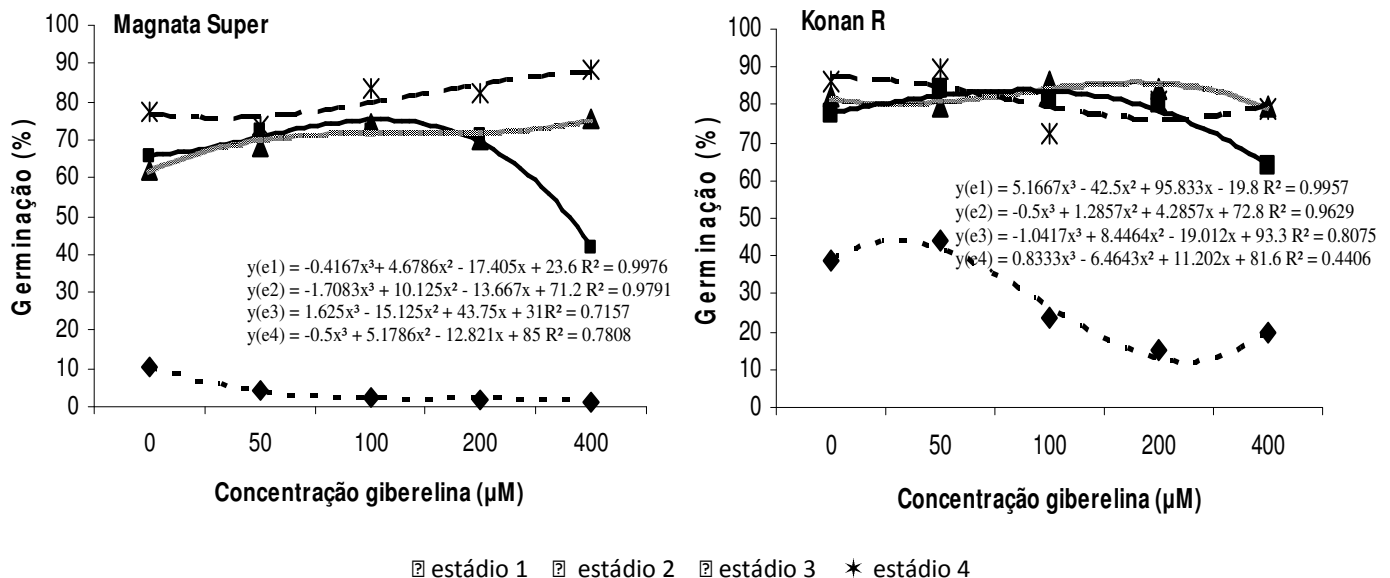 Magnata Super
Germinação (%)
100
90
80
70
60
50
40
30
20
10
0
y(e1) = -0.4167x³+ 4.6786x² - 17.405x + 23.6 R² = 0.9976
y(e2) = -1.7083x³ + 10.125x² - 13.667x + 71.2 R² = 0.9791
y(e3) = 1.625x³ - 15.125x² + 43.75x + 31R² = 0.7157
y(e4) = -0.5x³ + 5.1786x² - 12.821x + 85 R² = 0.7808
0 50 100 200 400
Concentração giberelina (µM)
Konan R
Germinação (%)
100
90
80
70
60
50
40
30
20
10
0
y(e1) = 5.1667x³ - 42.5x² + 95.833x - 19.8 R² = 0.9957
y(e2) = -0.5x³ + 1.2857x² + 4.2857x + 72.8 R² = 0.9629
y(e3) = -1.0417x³ + 8.4464x² - 19.012x + 93.3 R² = 0.8075
y(e4) = 0.8333x³ - 6.4643x² + 11.202x + 81.6 R² = 0.4406
0 50 100 200 400
Concentração giberelina (µM)
estádio 1 estádio 2 estádio 3 estádio 4